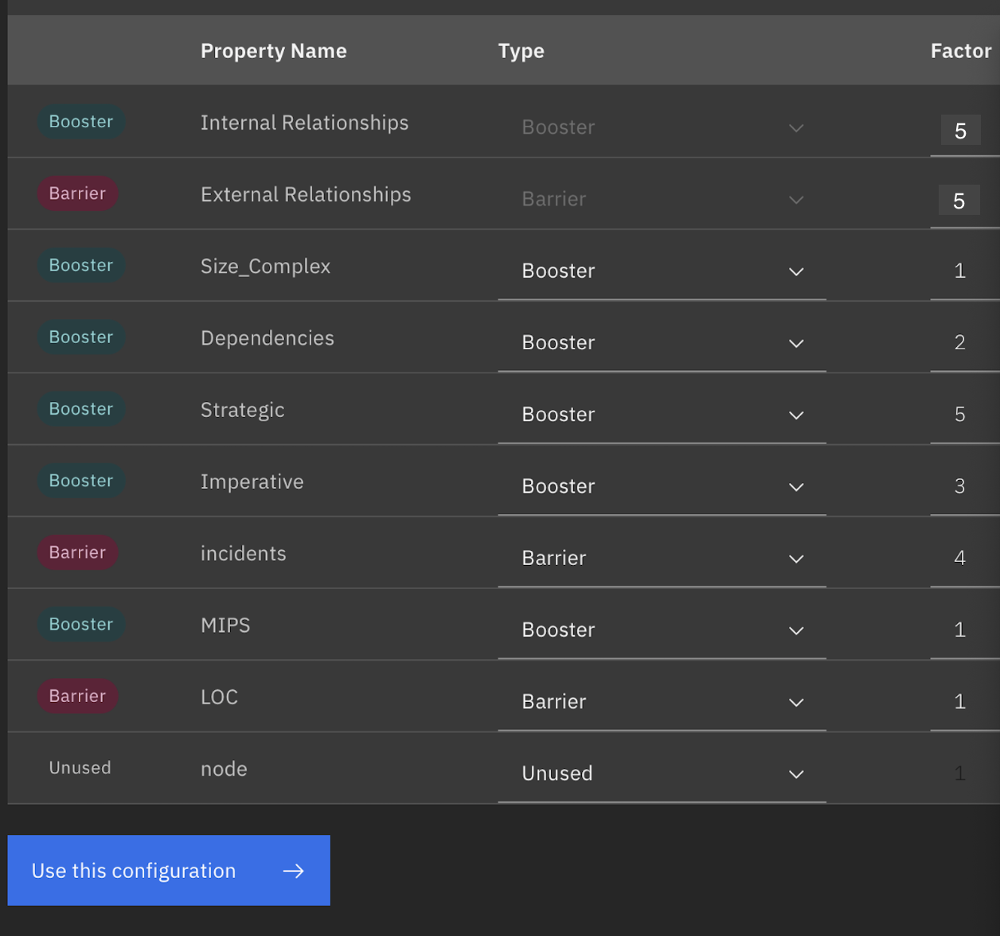 Property Name Type Factor
Booster Internal Relationships Booster 5
Barrier External Relationships Barrier 5
Booster Size_Complex Booster 1
Booster Dependencies Booster 2
Booster Strategic Booster 5
Booster Imperative Booster 3
Barrier incidents Barrier 4
Booster MIPS Booster 1
Barrier LOC Barrier 1
Unused node Unused 1
Use this configuration →